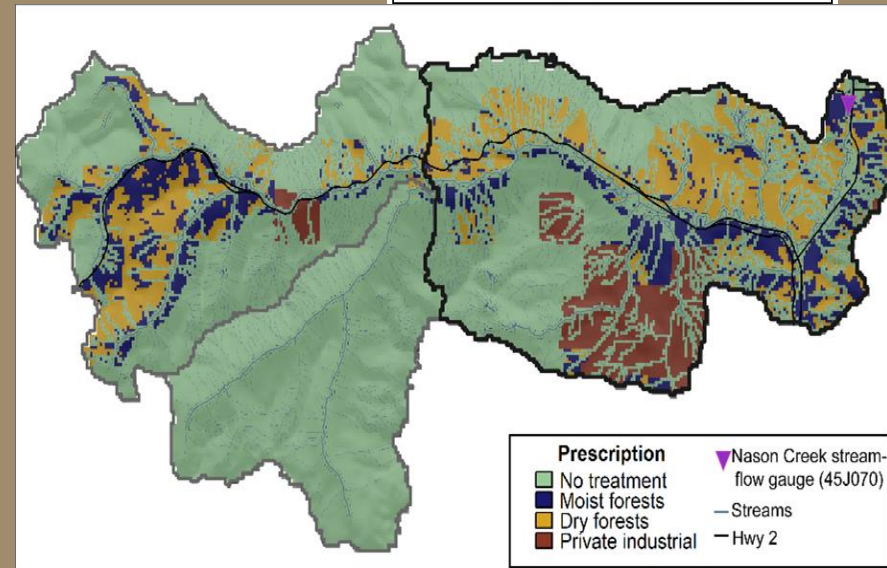 Prescription
No treatment
Moist forests
Dry forests
Private industrial
Nason Creek stream-
flow gauge (45J070)
Streams
Hwy 2